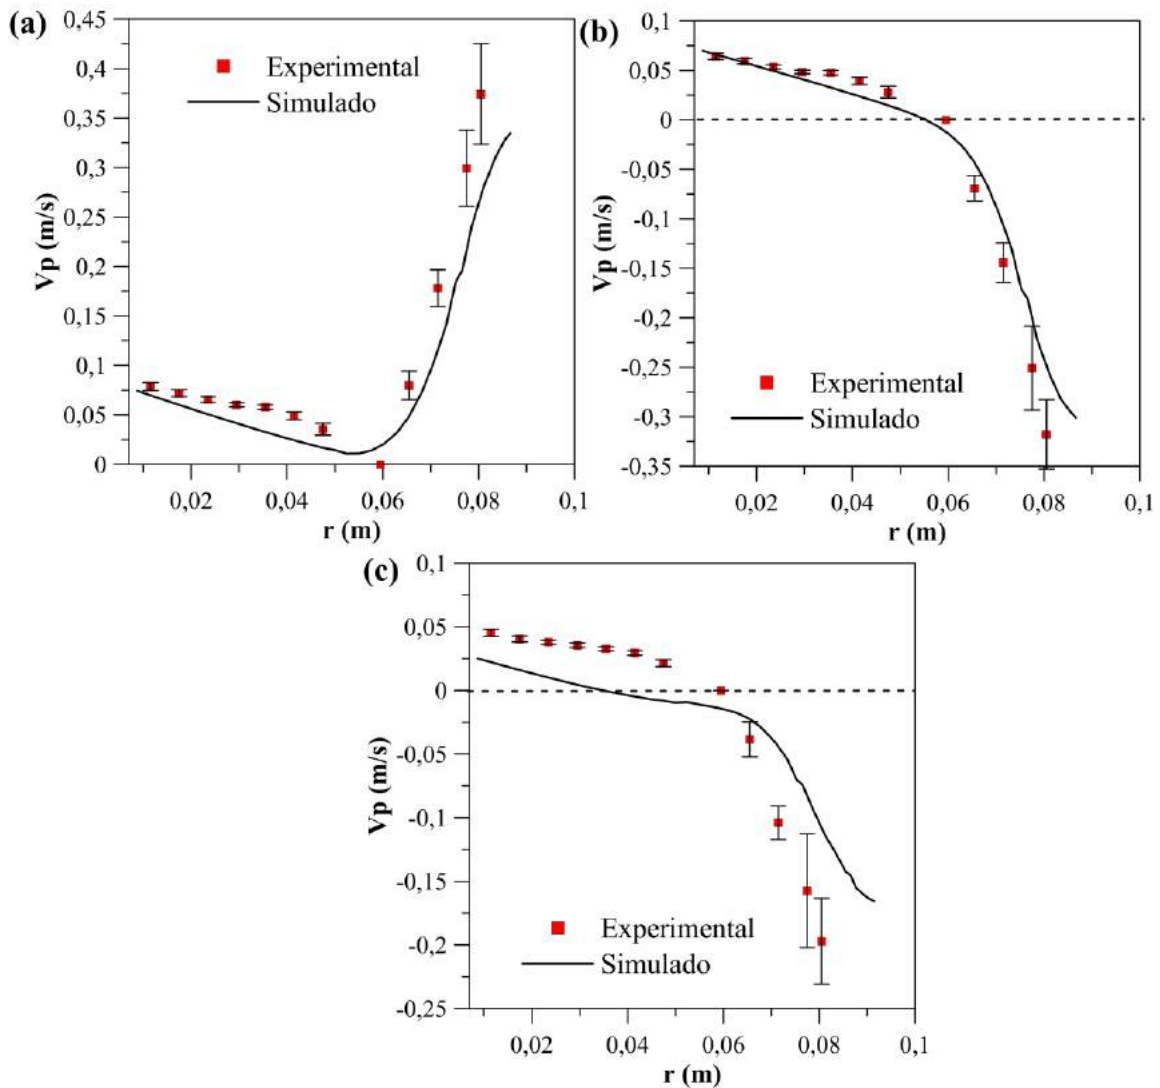 (a)
0,45
0,4
0,35
0,3
0,25
0,2
0,15
0,1
0,05
0
Vp (m/s)
Experimental
Simulado
0,02 0,04 0,06 0,08 0,1
r (m)
(b)
0,1
0,05
0
-0,05
-0,1
-0,15
-0,2
-0,25
-0,3
-0,35
Vp (m/s)
Experimental
Simulado
0,02 0,04 0,06 0,08 0,1
r (m)
(c)
0,1
0,05
0
-0,05
-0,1
-0,15
-0,2
-0,25
Vp (m/s)
Experimental
Simulado
0,02 0,04 0,06 0,08 0,1
r (m)